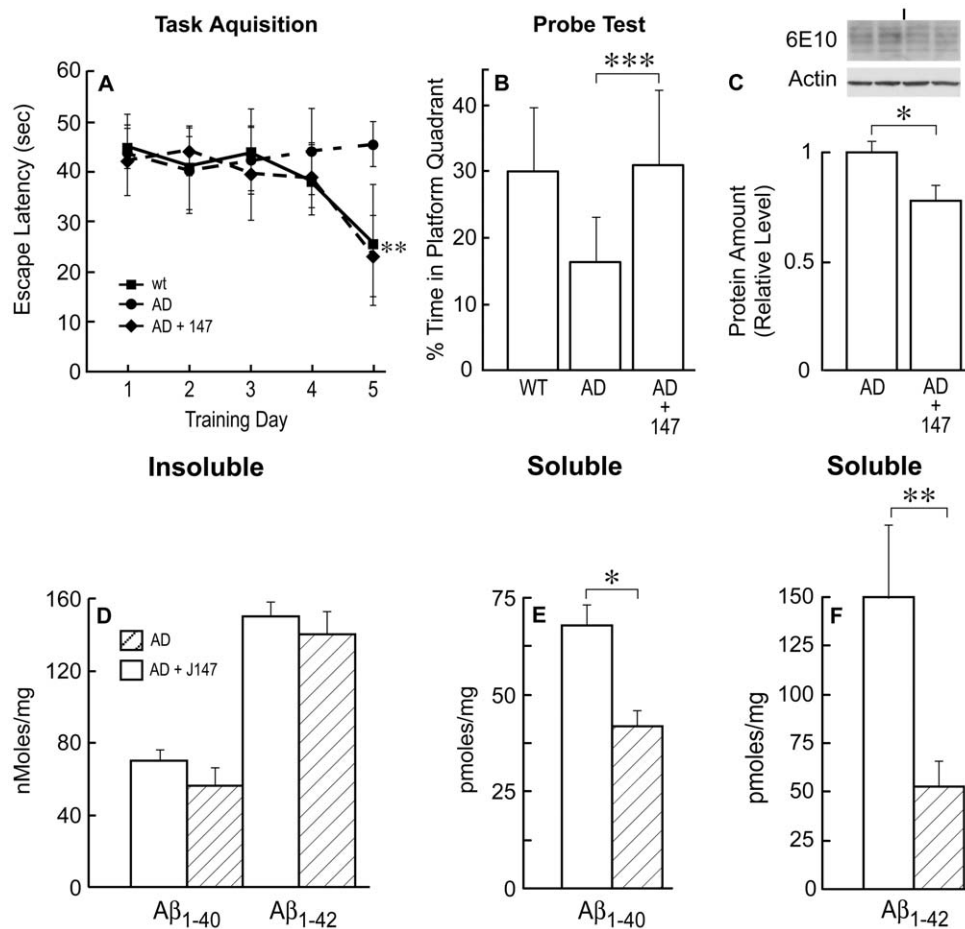 Task Aquisition
A
Escape Latency (sec)
60
50
40
30
20
10
0
**
wt
AD
AD + 147
1 2 3 4 5
Training Day
Probe Test
B
***
% Time in Platform Quadrant
40
30
20
10
0
WT AD AD
+
147
6E10
Actin
C
*
Protein Amount
(Relative Level)
1
0.5
0
AD AD
+
147
Insoluble
D
nMoles/mg
160
120
80
40
0
AD
AD + J147
Aβ1-40 Aβ1-42
Soluble
E
*
pmoles/mg
75
50
%
0
Aβ1-40
Soluble
F
**
pmoles/mg
150
125
100
75
50
25
0
Aβ1-42